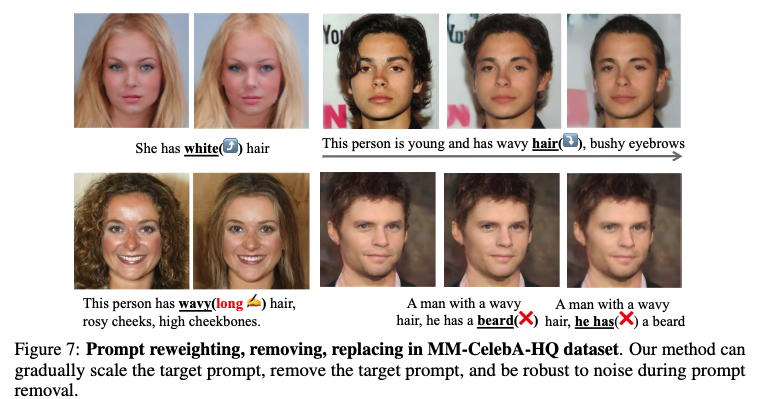 She has white(⤴️) hair
This person is young and has wavy hair(⤵️), bushy eyebrows
This person has wavy(long ✍️) hair,
rosy cheeks, high cheekbones.
A man with a wavy
hair, he has a beard(❌)
A man with a wavy
hair, he has(❌) a beard
Figure 7: Prompt reweighting, removing, replacing in MM-CelebA-HQ dataset. Our method can
gradually scale the target prompt, remove the target prompt, and be robust to noise during prompt
removal.